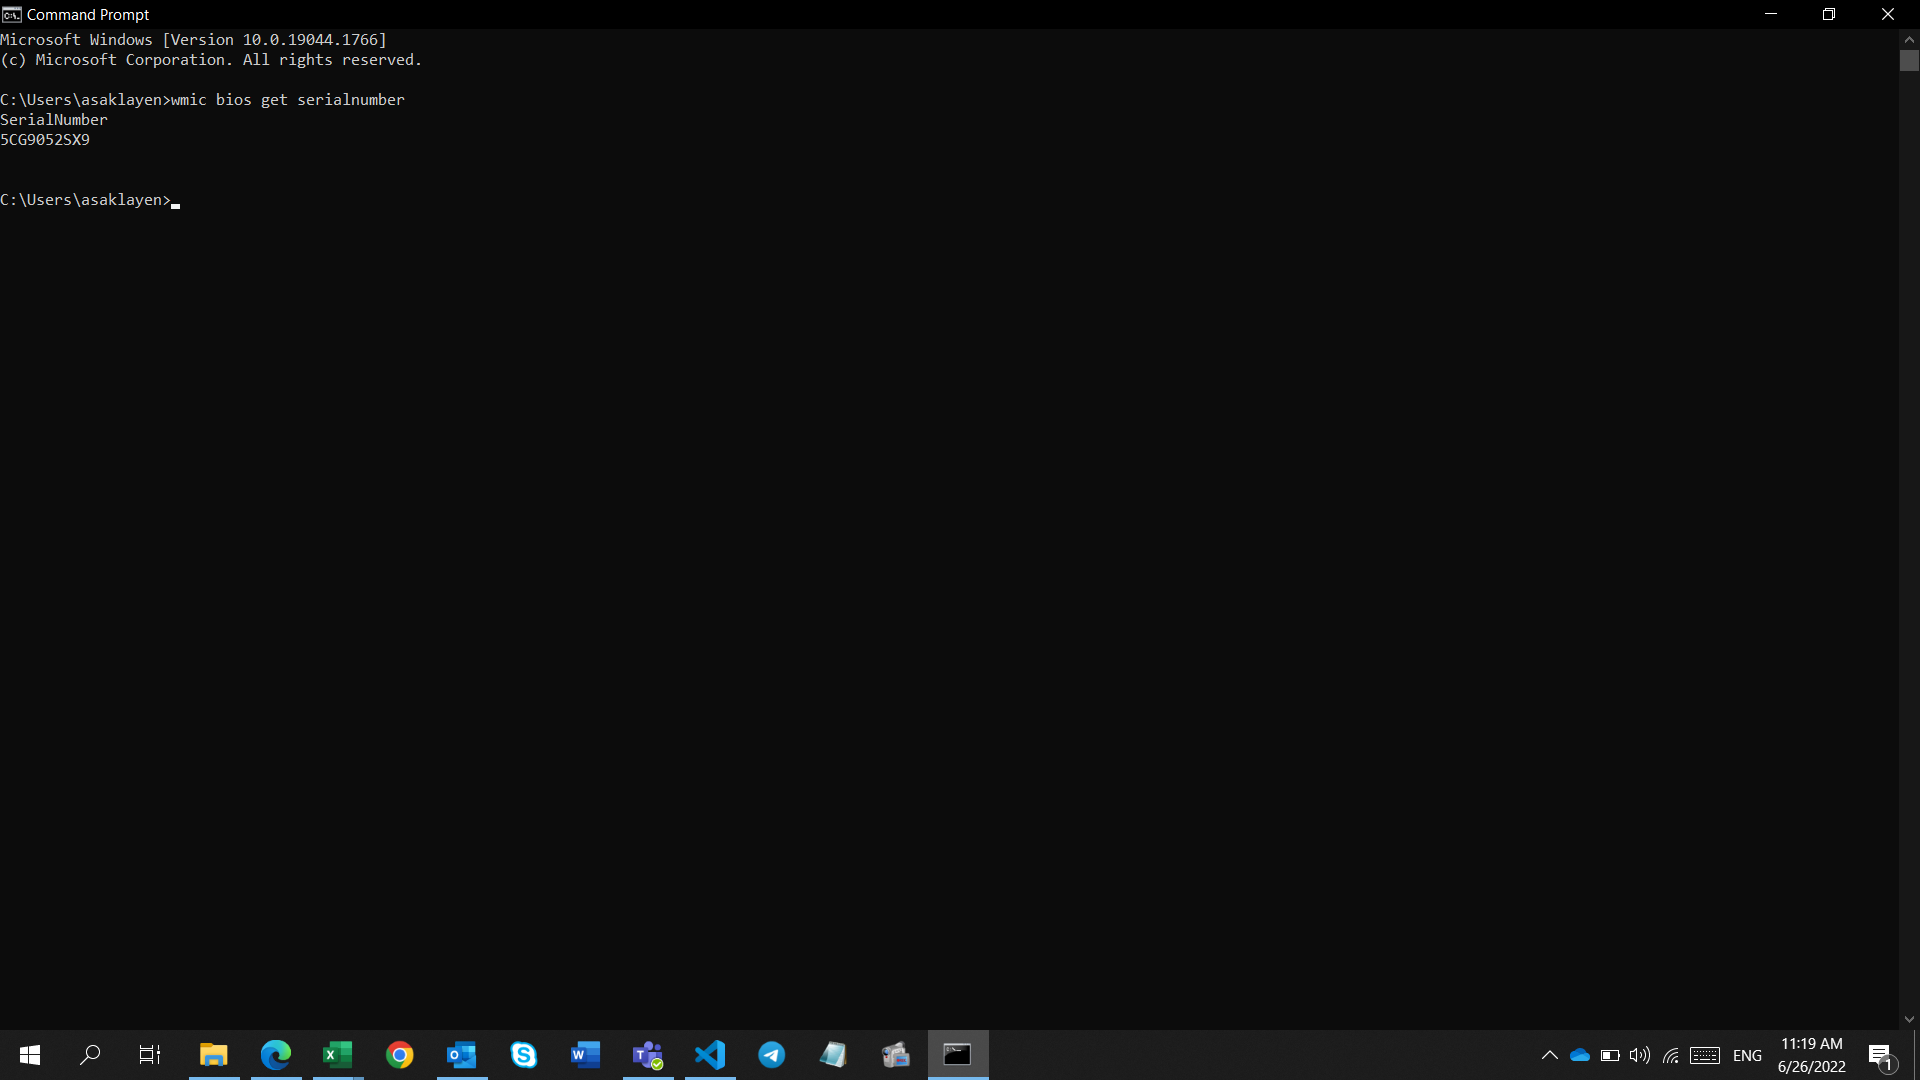 Command Prompt
Microsoft Windows [Version 10.0.19044.1766]
(c) Microsoft Corporation. All rights reserved.
C:\Users\asaklayen>wmic bios get serialnumber
SerialNumber
5CG9052SX9
C:\Users\asaklayen>
ENG
11:19 AM
6/26/2022
1